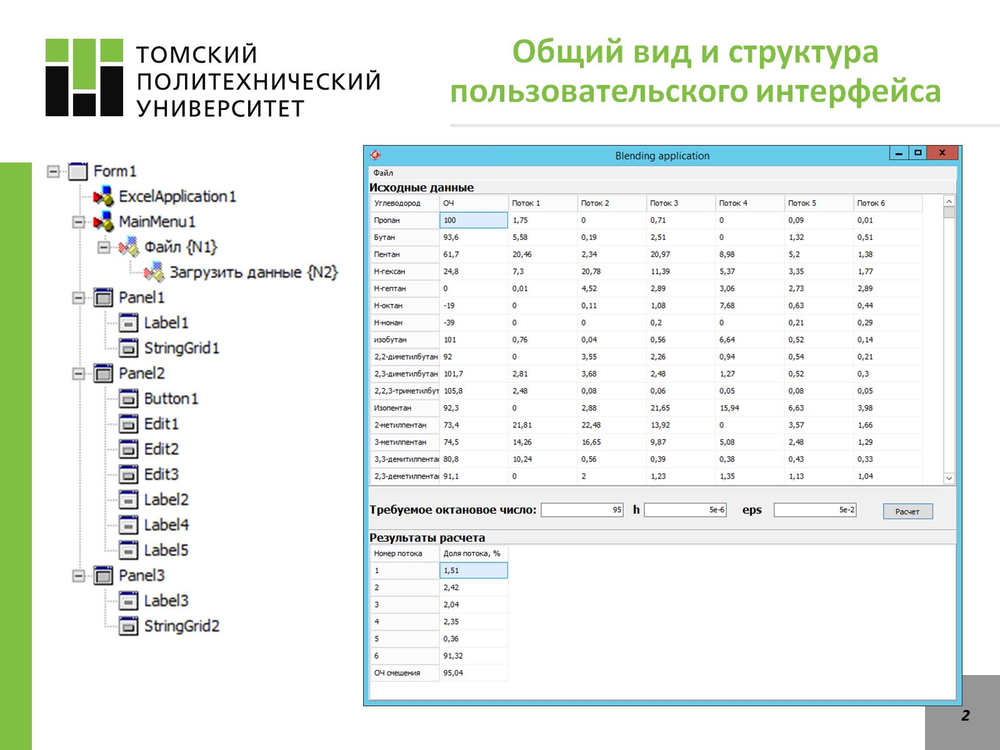 ТОМСКИЙ
ПОЛИТЕХНИЧЕСКИЙ
УНИВЕРСИТЕТ
Общий вид и структура
пользовательского интерфейса
Form1
ExcelApplication1
MainMenu1
Файл {N1}
Загрузить данные {N2}
Panel1
Label1
StringGrid1
Panel2
Button1
Edit1
Edit2
Edit3
Label2
Label4
Label5
Panel3
Label3
StringGrid2
Blending application
Файл
Исходные данные
Углеводород ОЧ Поток 1 Поток 2 Поток 3 Поток 4 Поток 5 Поток 6
Пропан 100 1,75 0 0,71 0 0,09 0,01
Бутан 93,6 5,58 0,19 2,51 0 1,32 0,51
Пентан 61,7 20,46 2,34 20,97 8,98 5,2 1,38
Н-гексан 24,8 7,3 20,78 11,39 5,37 3,35 1,77
Н-гептан 0 0,01 4,52 2,89 3,06 2,73 2,89
Н-октан -19 0 0,11 1,08 7,68 0,63 0,44
Н-нонан -39 0 0 0,2 0 0,21 0,29
изобутан 101 0,76 0,04 0,56 6,64 0,52 0,14
2,2-диметилбутан 92 0 3,55 2,26 0,94 0,54 0,21
2,3-диметилбутан 101,7 2,81 3,68 2,48 1,27 0,52 0,3
2,2,3-триметилбут 105,8 2,48 0,08 0,06 0,05 0,08 0,05
Изопентан 92,3 0 2,88 21,65 15,94 6,63 3,98
2-метилпентан 73,4 21,81 22,48 13,92 0 3,57 1,66
3-метилпентан 74,5 14,26 16,65 9,87 5,08 2,48 1,29
3,3-демитилпента 80,8 10,24 0,56 0,39 0,38 0,43 0,33
2,3-деметилпента 91,1 0 2 1,23 1,35 1,13 1,04
Требуемое октановое число: 95 h 5e-6 eps 5e-2 Расчет
Результаты расчета
Номер потока Доля потока, %
1 1,51
2 2,42
3 2,04
4 2,35
5 0,36
6 91,32
ОЧ смешения 95,04
2